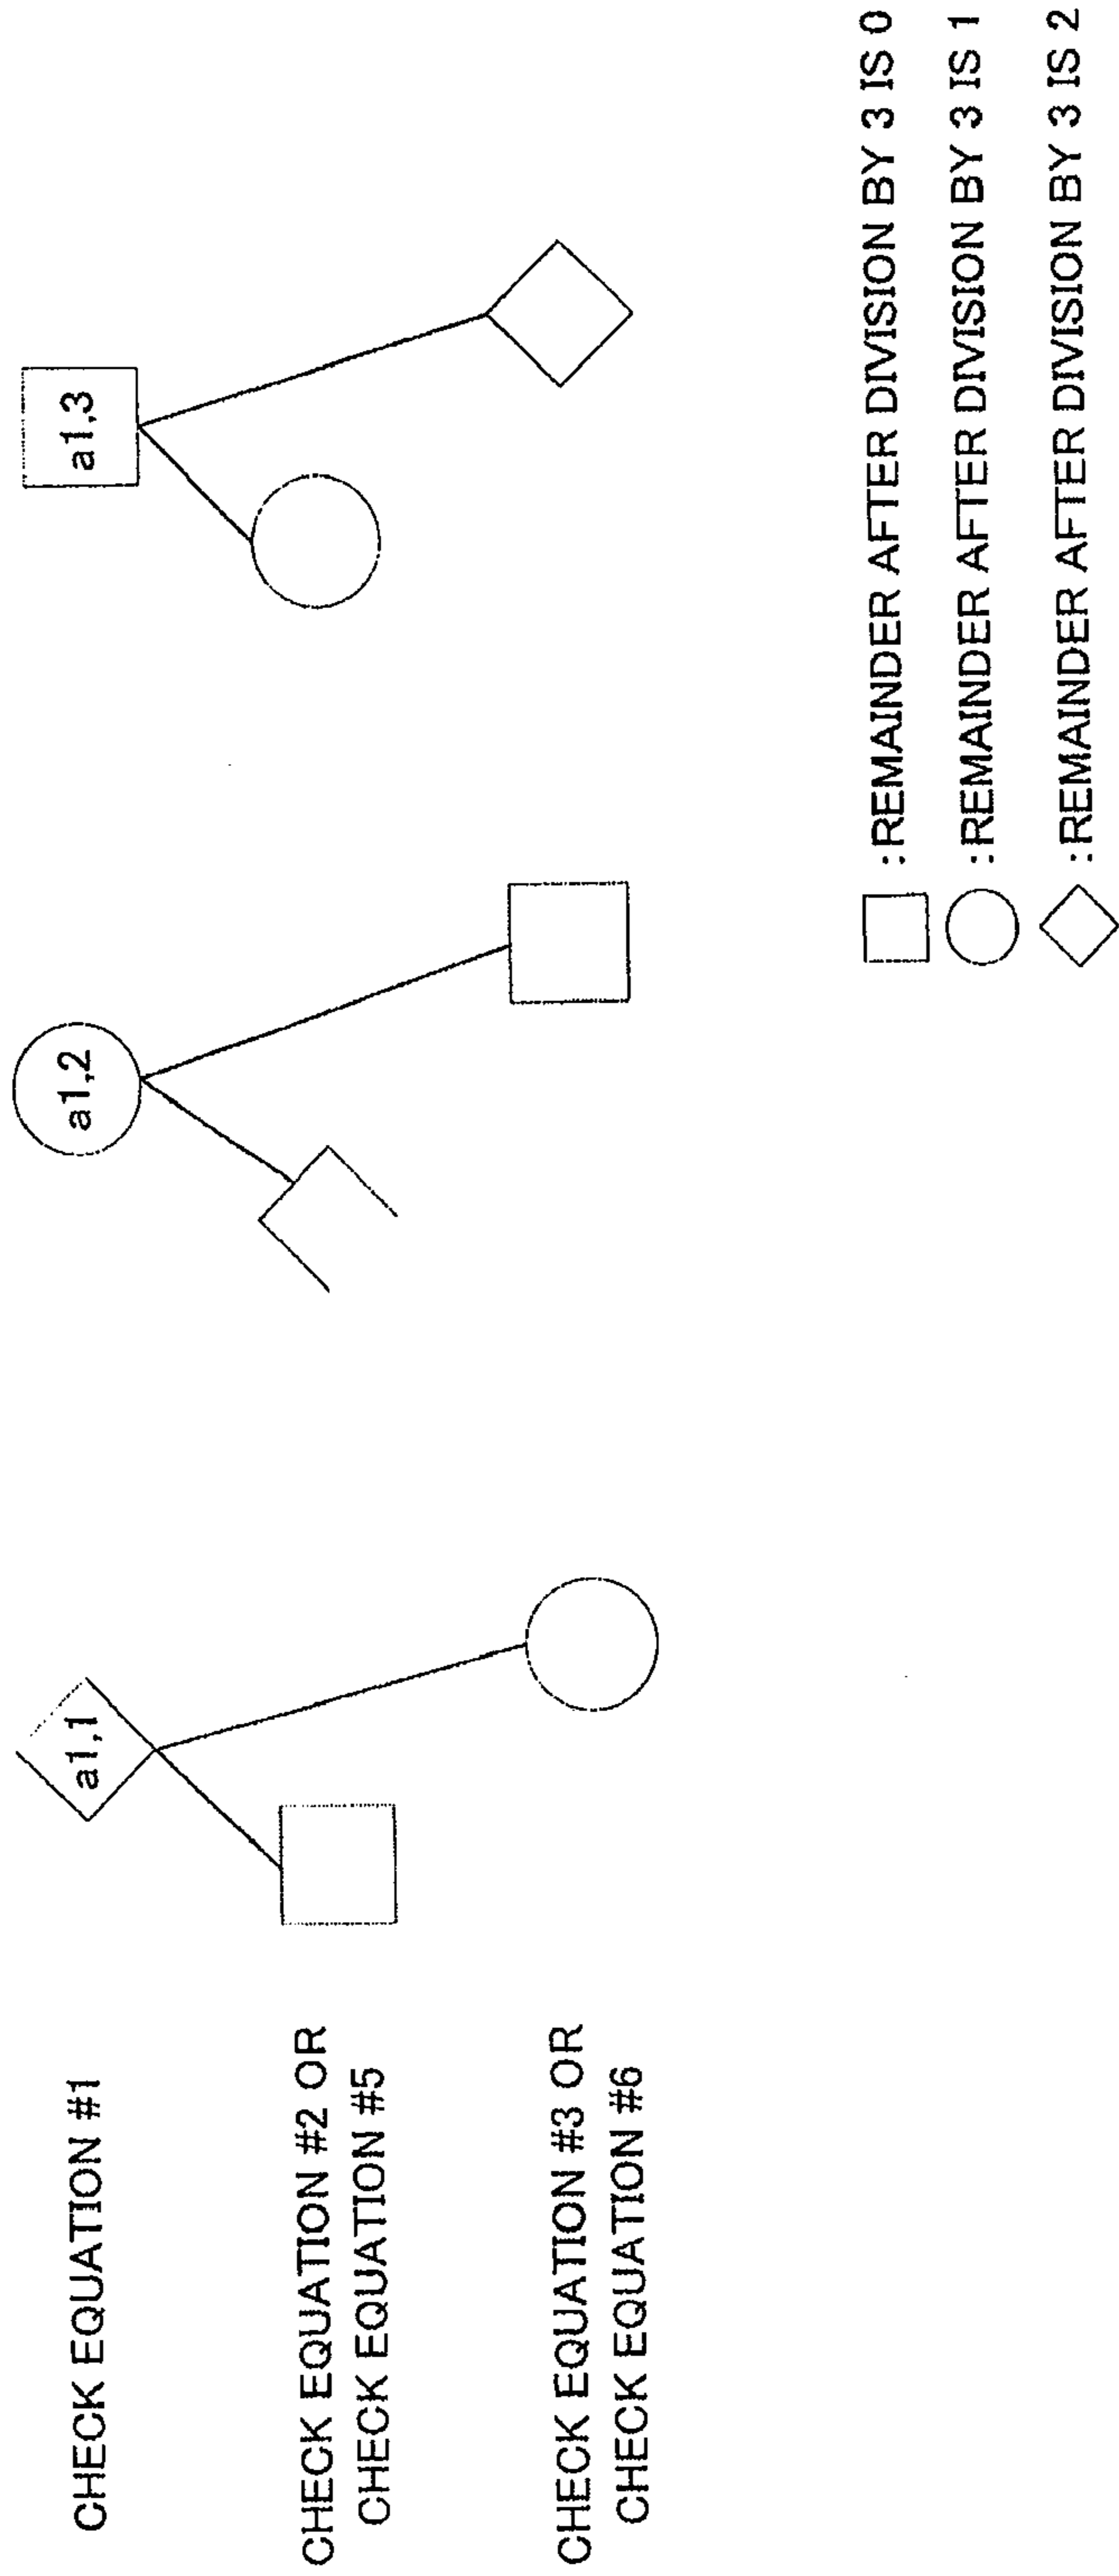 CHECK EQUATION #1
a1,1
a1,2
a1,3
CHECK EQUATION #2 OR
CHECK EQUATION #5
CHECK EQUATION #3 OR
CHECK EQUATION #6
:REMAINDER AFTER DIVISION BY 3 IS 0
:REMAINDER AFTER DIVISION BY 3 IS 1
:REMAINDER AFTER DIVISION BY 3 IS 2